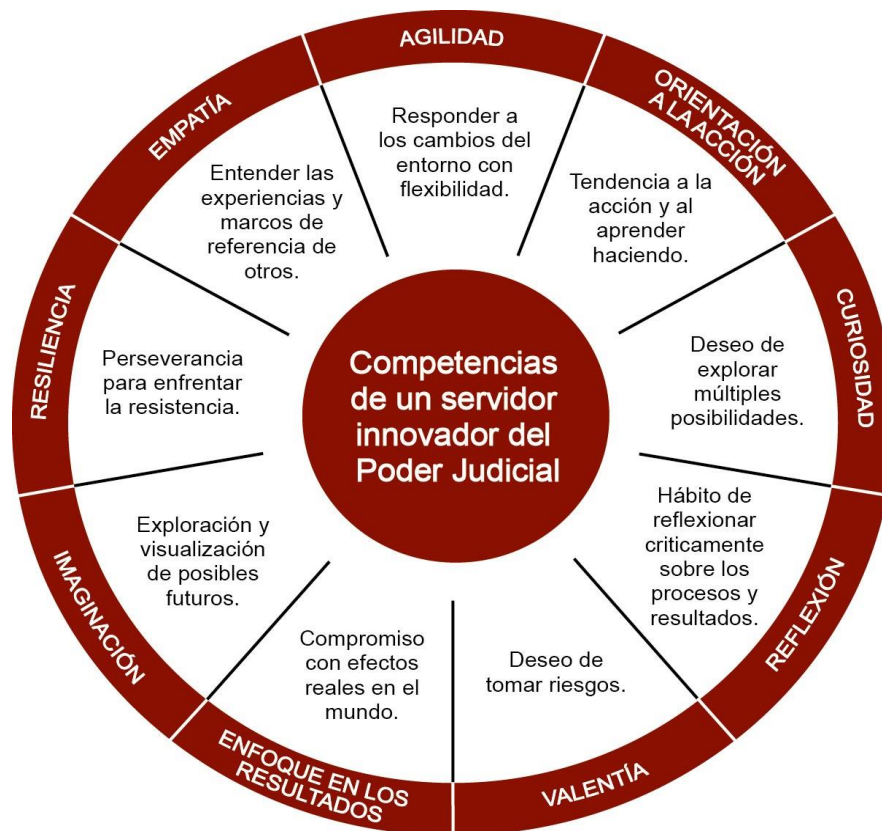 AGILIDAD
Responder a
los cambios del
entorno con
flexibilidad.
ORIENTACIÓN
A LA ACCIÓN
Tendencia a la
acción y al
aprender
haciendo.
CURIOSIDAD
Deseo de
explorar
múltiples
posibilidades.
REFLEXIÓN
Hábito de
reflexionar
criticamente
sobre los
procesos y
resultados.
VALENTÍA
Deseo de
tomar riesgos.
ENFOQUE EN LOS
RESULTADOS
Compromiso
con efectos
reales en el
mundo.
IMAGINACIÓN
Exploración y
visualización
de posibles
futuros.
RESILIENCIA
Perseverancia
para enfrentar
la resistencia.
EMPATÍA
Entender las
experiencias y
marcos de
referencia de
otros.
Competencias
de un servidor
innovador del
Poder Judicial